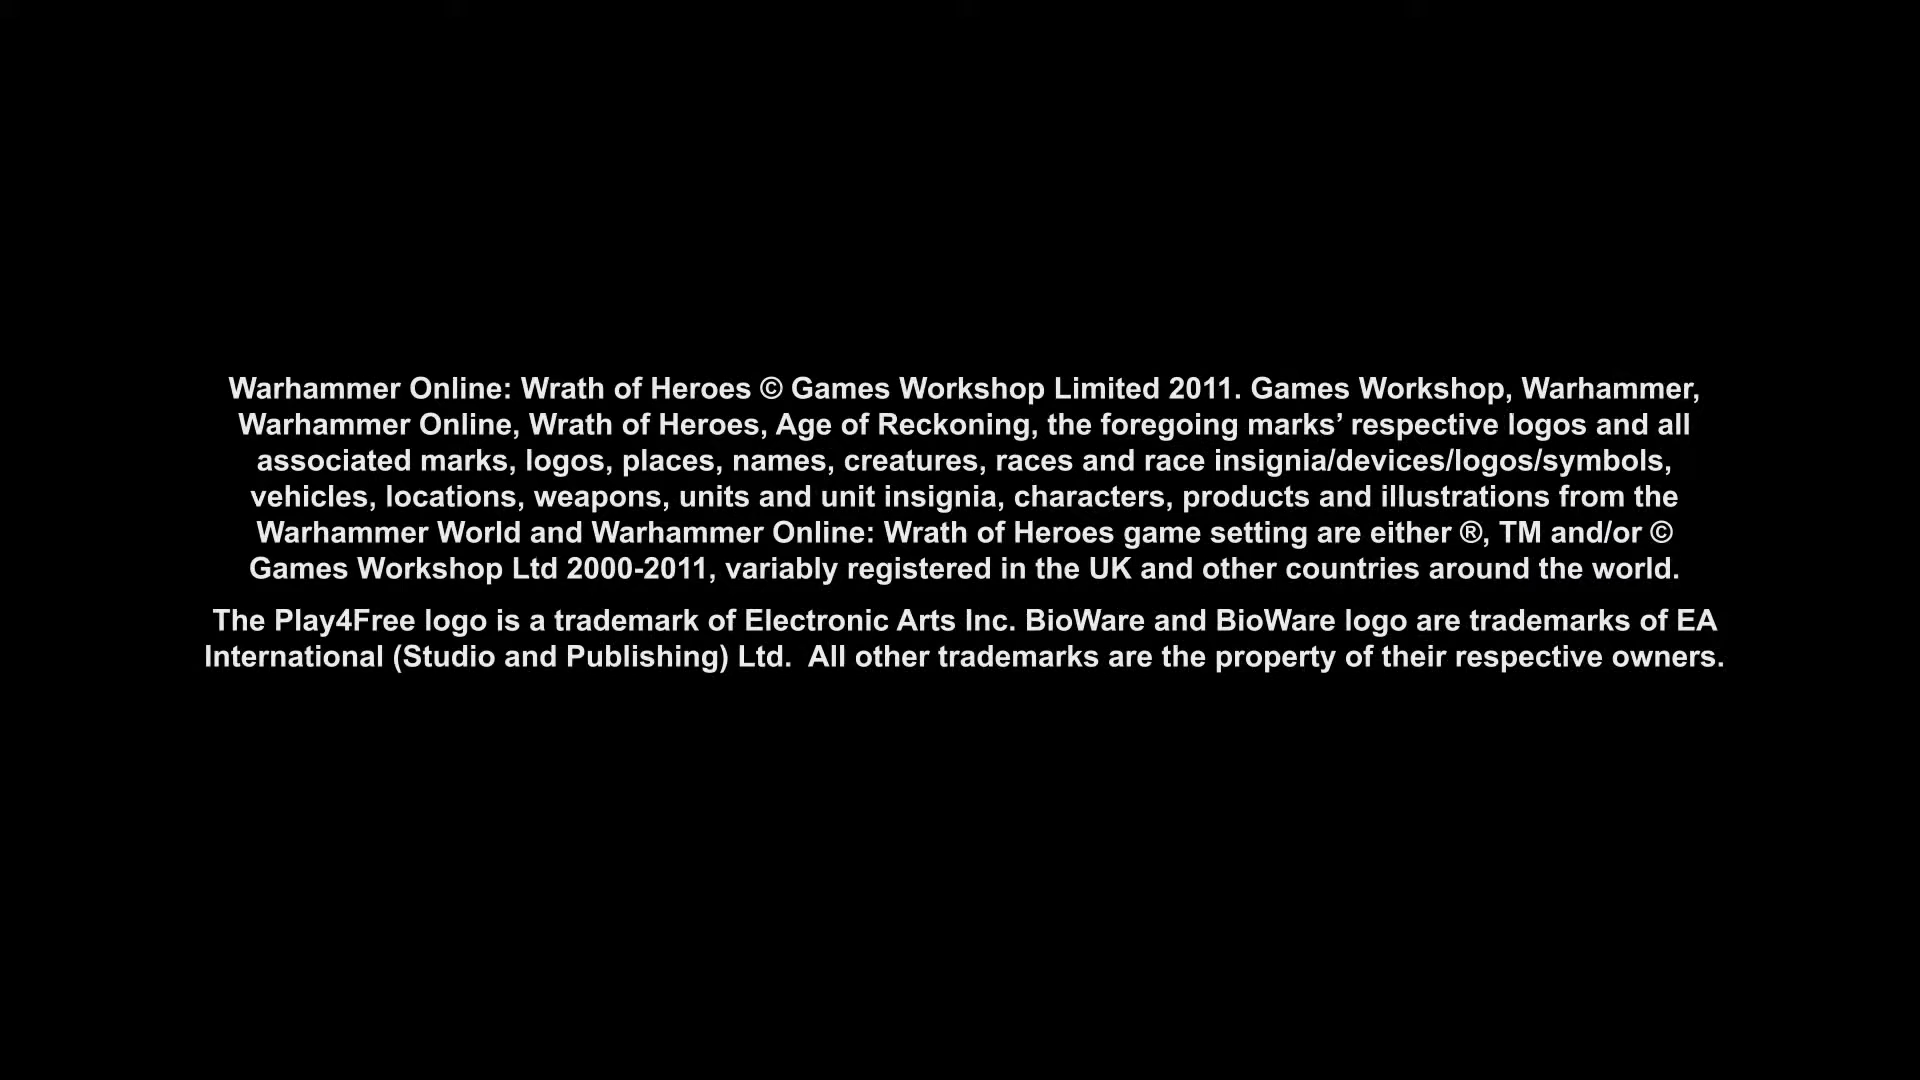 Warhammer Online: Wrath of Heroes © Games Workshop Limited 2011. Games Workshop, Warhammer,
Warhammer Online, Wrath of Heroes, Age of Reckoning, the foregoing marks’ respective logos and all
associated marks, logos, places, names, creatures, races and race insignia/devices/logos/symbols,
vehicles, locations, weapons, units and unit insignia, characters, products and illustrations from the
Warhammer World and Warhammer Online: Wrath of Heroes game setting are either ®, TM and/or ©
Games Workshop Ltd 2000-2011, variably registered in the UK and other countries around the world.
The Play4Free logo is a trademark of Electronic Arts Inc. BioWare and BioWare logo are trademarks of EA
International (Studio and Publishing) Ltd.  All other trademarks are the property of their respective owners.